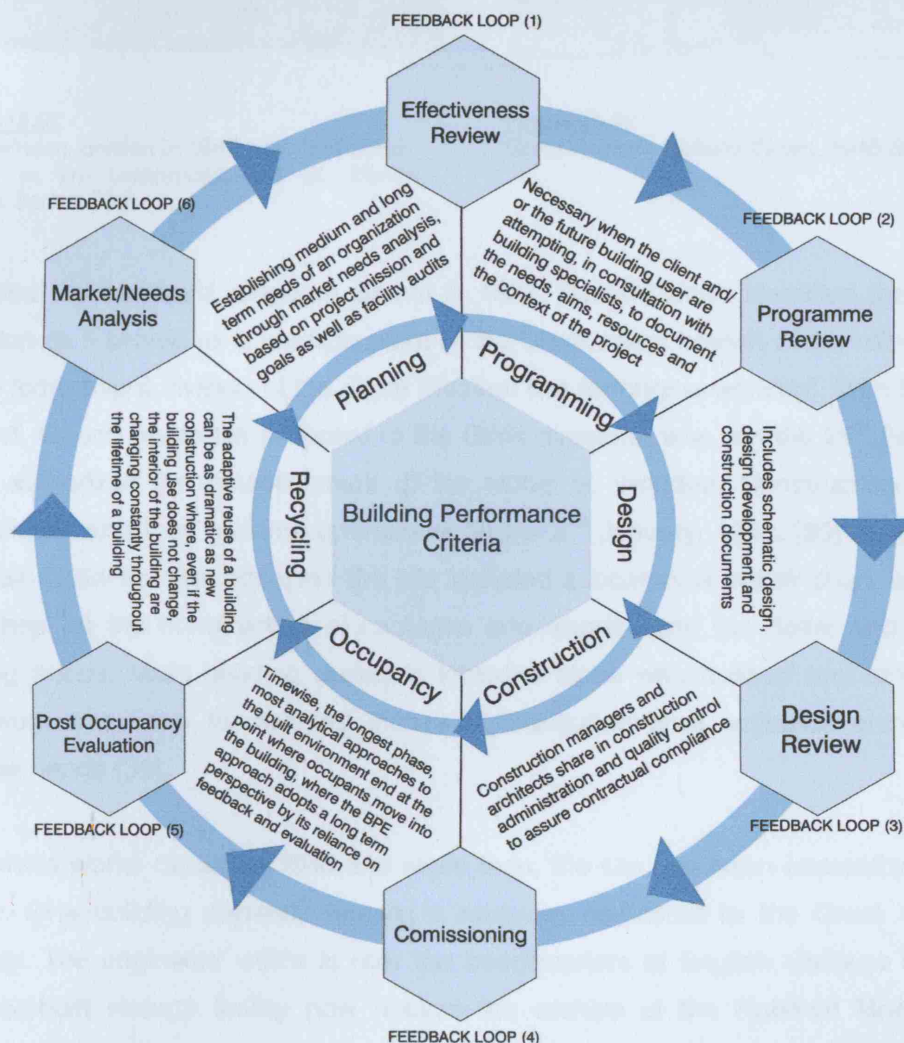 FEEDBACK LOOP (1)
Effectiveness
Review
FEEDBACK LOOP (6)
Market/Needs
Analysis
FEEDBACK LOOP (2)
Programme
Review
Establishing medium and long
term needs of an organization
through market needs analysis,
based on project mission and
goals as well as facility audits
Necessary when the client and/
or the future building user are
attempting, in consultation with
building specialists, to document
the needs, aims, resources and
the context of the project
Planning
Programming
Recycling
The adaptive reuse of a building
can be as dramatic as new
construction where, even if the
building use does not change,
the interior of the building are
changing constantly throughout
the lifetime of a building
Building Performance
Criteria
Design
includes schematic design,
design development and
construction documents
Occupancy
Construction
Timewise, the longest phase,
most analytical approaches to
the built environment end at the
point where occupants move into
the building, where the BPE
approach adopts a long term
perspective by its reliance on
feedback and evaluation
Construction managers and
architects share in construction
administration and quality control
to assure contractual compliance
Post Occupancy
Evaluation
FEEDBACK LOOP (5)
Design
Review
FEEDBACK LOOP (3)
Comissioning
FEEDBACK LOOP (4)